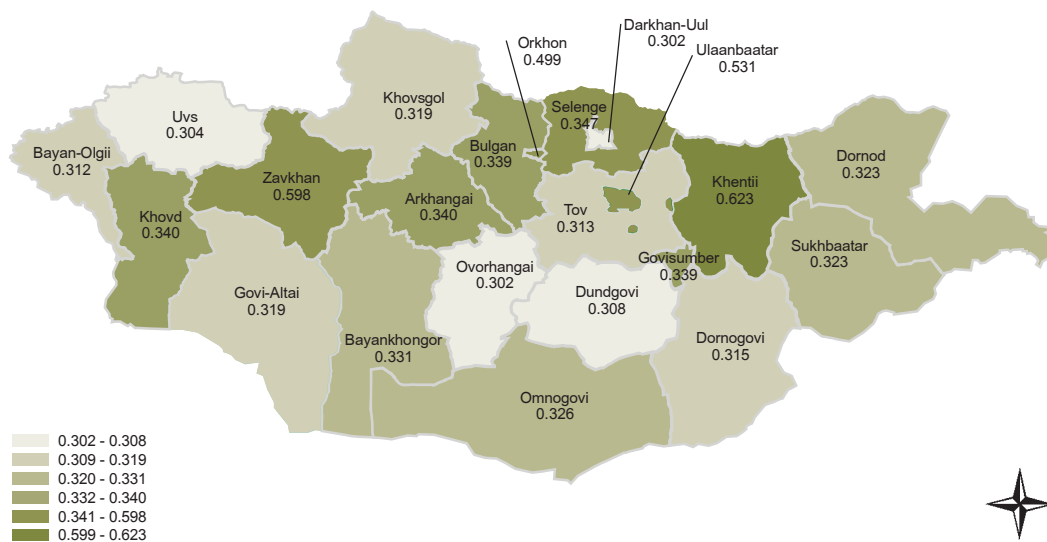 Darkhan-Uul
0.302
Orkhon
0.499
Ulaanbaatar
0.531
Khovsgol
0.319
Uvs
0.304
Selenge
0.347
Bayan-Olgii
0.312
Bulgan
0.339
Dornod
0.323
Zavkhan
0.598
Khentii
0.623
Arkhangai
0.340
Khovd
0.340
Tov
0.313
Sukhbaatar
0.323
Govisumber
0.339
Ovorhangai
0.302
Govi-Altai
0.319
Dundgovi
0.308
Bayankhongor
0.331
Dornogovi
0.315
Omnogovi
0.326
0.302 - 0.308
0.309 - 0.319
0.320 - 0.331
0.332 - 0.340
0.341 - 0.598
0.599 - 0.623